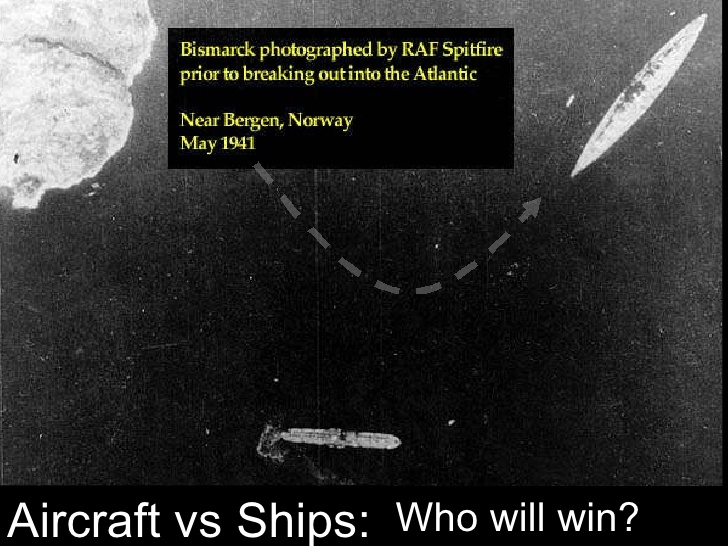 Bismarck photographed by RAF Spitfire
prior to breaking out into the Atlantic
Near Bergen, Norway
May 1941
Aircraft vs Ships: Who will win?